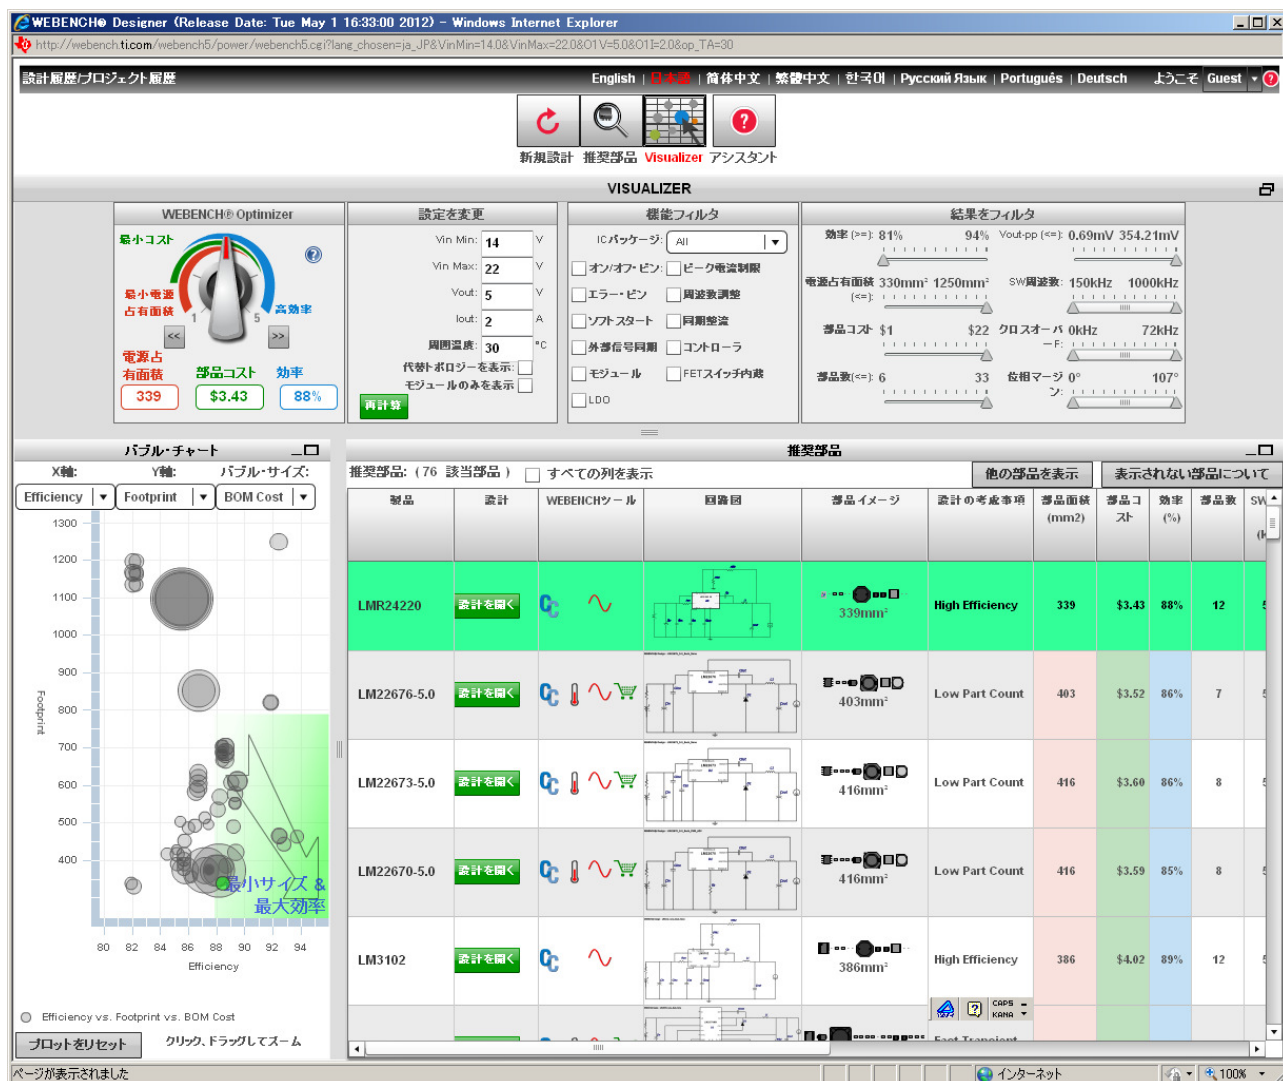 WEBENCH® Designer (Release Date: Tue May 1 16:33:00 2012) - Windows Internet Explorer
http://webench.ti.com/webench5/power/webench5.cgi?lang_chosen=ja_JP&VinMin=14.0&VinMax=22.0&O1V=5.0&O1I=2.0&op_TA=30
設計履歴/プロジェクト履歴
English | 日本語 | 简体中文 | 繁體中文 | 한국어 | Русский Язык | Português | Deutsch ようこそ Guest
新規設計 推奨部品 Visualizer アシスタント
VISUALIZER
WEBENCH® Optimizer
最小コスト
最小電源
占有面積
高効率
1 5
<< >>
電源占
有面積 部品コスト 効率
339 $3.43 88%
設定を変更
Vin Min: 14 V
Vin Max: 22 V
Vout: 5 V
Iout: 2 A
周囲温度: 30 °C
代替トポロジーを表示:
モジュールのみを表示
再計算
機能フィルタ
ICパッケージ: All
オン/オフ・ピン: ピーク電流制限
エラー・ピン 周波数調整
ソフトスタート 同期整流
外部信号同期 コントローラ
モジュール FETスイッチ内蔵
LDO
結果をフィルタ
効率 (>=): 81% 94% Vout-pp (<=): 0.69mV 354.21mV
電源占有面積 (<=): 330mm² 1250mm² SW周波数: 150kHz 1000kHz
部品コスト $1 $22 クロスオーバーF: 0kHz 72kHz
部品数(<=): 6 33 位相マージン: 0° 107°
バブル・チャート
X軸: Y軸: バブル・サイズ:
Efficiency Footprint BOM Cost
1300
1200
1100
1000
900
800
700
600
500
400
Footprint
最小サイズ &
最大効率
80 82 84 86 88 90 92 94
Efficiency
Efficiency vs. Footprint vs. BOM Cost
プロットをリセット クリック、ドラッグしてズーム
推奨部品
推奨部品: (76 該当部品) すべての列を表示 他の部品を表示 表示されない部品について
製品 設計 WEBENCHツール 回路図 部品イメージ 設計の考慮事項 部品面積 (mm2) 部品コスト 効率 (%) 部品数 SW
LMR24220 設計を開く 339mm² High Efficiency 339 $3.43 88% 12
LM22676-5.0 設計を開く 403mm² Low Part Count 403 $3.52 86% 7
LM22673-5.0 設計を開く 416mm² Low Part Count 416 $3.60 86% 8
LM22670-5.0 設計を開く 416mm² Low Part Count 416 $3.59 85% 8
LM3102 設計を開く 386mm² High Efficiency 386 $4.02 89% 12
Fast Transient
CAPS
KANA
ページが表示されました インターネット 100%